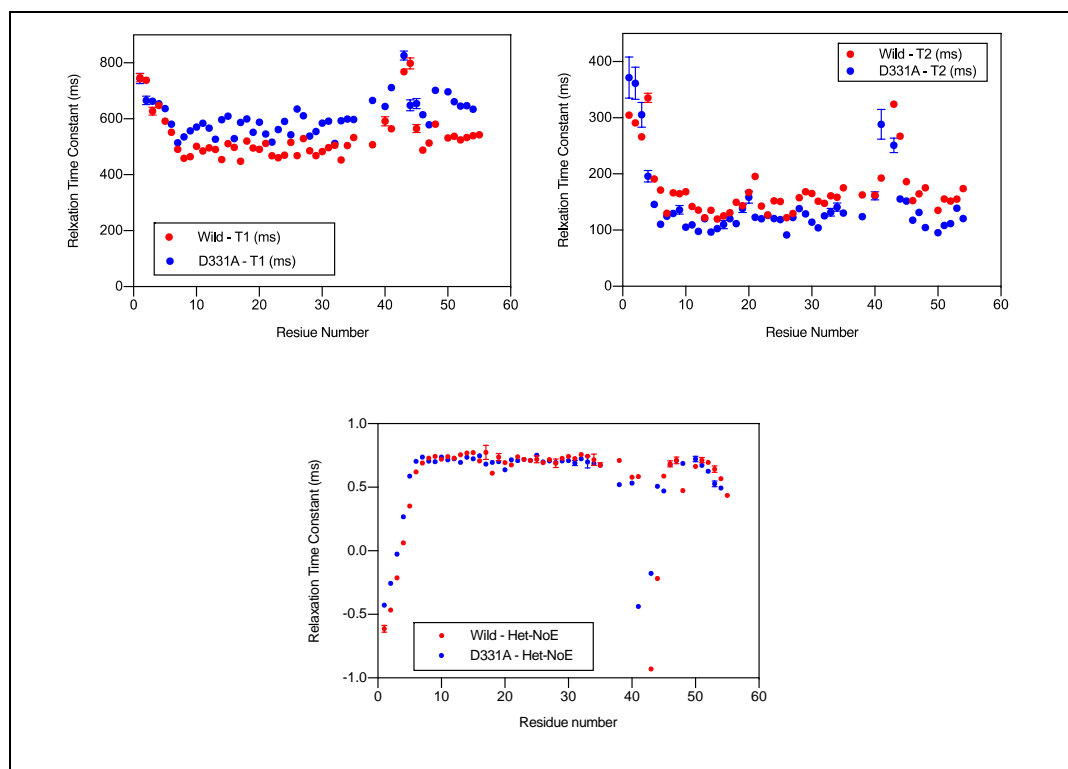 Relaxation Time Constant (ms)
800
600
400
200
0
0 10 20 30 40 50 60
Wild - T1 (ms)
D331A - T1 (ms)
Resiue Number
Relaxation Time Constant (ms)
400
300
200
100
0
0 10 20 30 40 50 60
Wild - T2 (ms)
D331A - T2 (ms)
Resiue Number
Relaxation Time Constant (ms)
1.0
0.5
0.0
-0.5
-1.0
0 10 20 30 40 50 60
Wild - Het-NoE
D331A - Het-NoE
Residue number